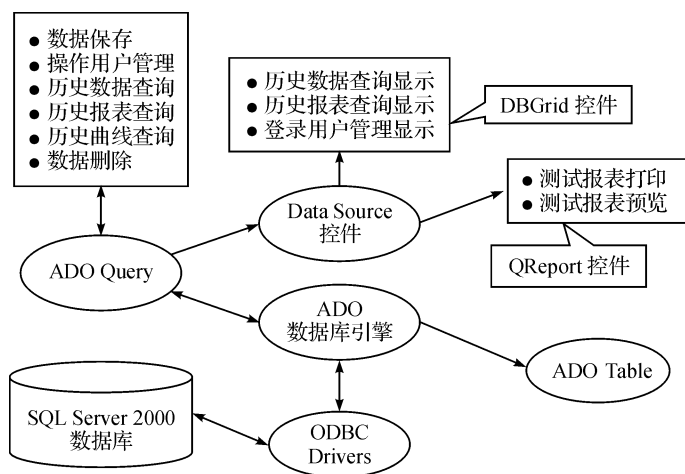 ● 数据保存
● 操作用户管理
● 历史数据查询
● 历史报表查询
● 历史曲线查询
● 数据删除
● 历史数据查询显示
● 历史报表查询显示
● 登录用户管理显示
DBGrid 控件
● 测试报表打印
● 测试报表预览
QReport 控件
Data Source
控件
ADO Query
ADO
数据库引擎
ADO Table
SQL Server 2000
数据库
ODBC
Drivers